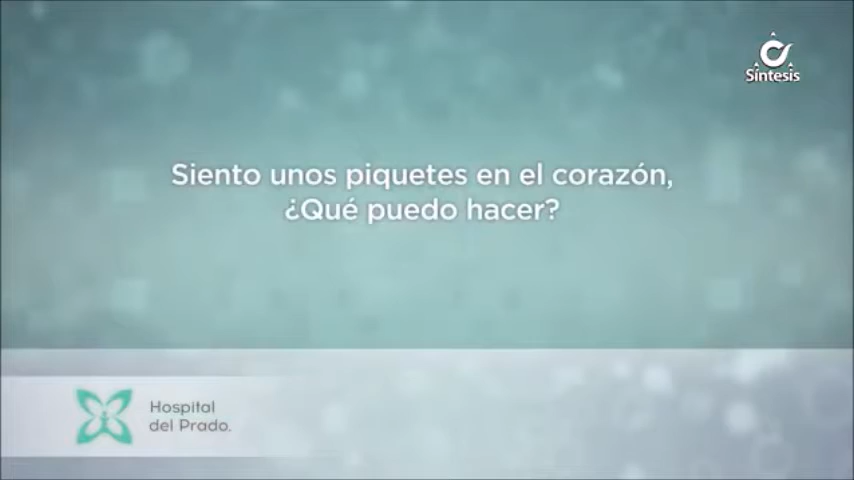 Síntesis
Siento unos piquetes en el corazón,
¿Qué puedo hacer?
Hospital
del Prado.